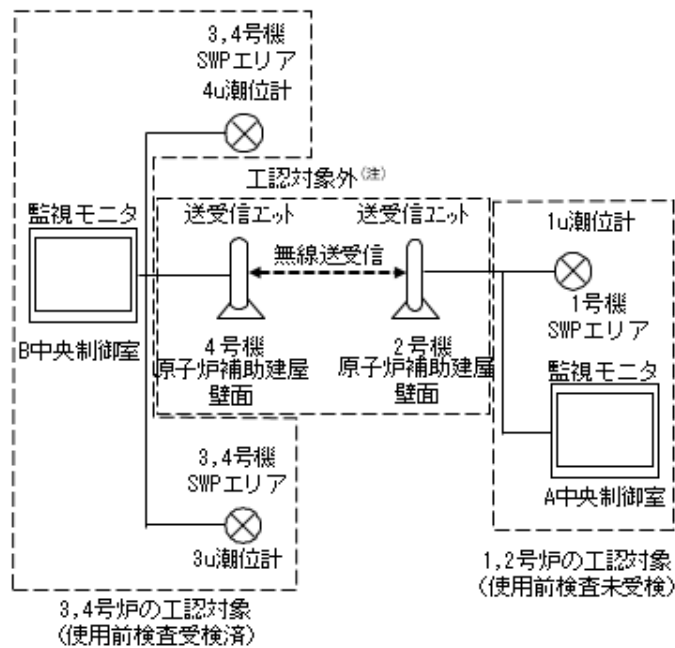 3,4号機
SWPエリア
4u潮位計
工認対象外(注)
監視モニタ
B中央制御室
送受信ユニット
送受信ユニット
無線送受信
4号機
原子炉補助建屋
壁面
2号機
原子炉補助建屋
壁面
1u潮位計
1号機
SWPエリア
監視モニタ
A中央制御室
3,4号機
SWPエリア
3u潮位計
3,4号炉の工認対象
(使用前検査受検済)
1,2号炉の工認対象
(使用前検査未受検)